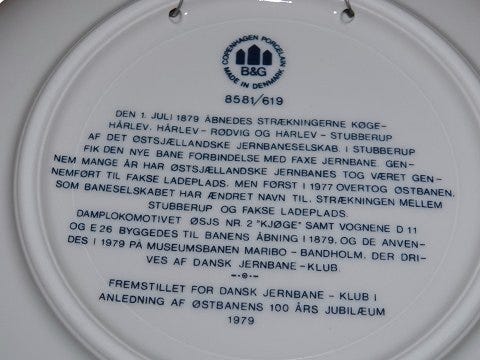 COPENHAGEN PORCELAIN
B&G
MADE IN DENMARK
8581/619
DEN 1. JULI 1879 ÅBNEDES STRÆKNINGERNE KØGE-
HÅRLEV, HÅRLEV - RØDVIG OG HÅRLEV - STUBBERUP
AF DET ØSTSJÆLLANDSKE JERNBANESELSKAB. I STUBBERUP
FIK DEN NYE BANE FORBINDELSE MED FAXE JERNBANE. GEN-
NEM MANGE ÅR HAR ØSTSJÆLLANDSKE JERNBANES TOG VÆRET GEN-
NEMFØRT TIL FAKSE LADEPLADS. MEN FØRST I 1977 OVERTOG ØSTBANEN,
SOM BANESELSKABET HAR ÆNDRET NAVN TIL, STRÆKNINGEN MELLEM
STUBBERUP OG FAKSE LADEPLADS.
DAMPLOKOMOTIVET ØSJS NR. 2 "KJØGE" SAMT VOGNENE D 11
OG E 26 BYGGEDES TIL BANENS ÅBNING I 1879, OG DE ANVEN-
DES I 1979 PÅ MUSEUMSBANEN MARIBO - BANDHOLM, DER DRI-
VES AF DANSK JERNBANE-KLUB.
FREMSTILLET FOR DANSK JERNBANE - KLUB I
ANLEDNING AF ØSTBANENS 100 ÅRS JUBILÆUM
1979